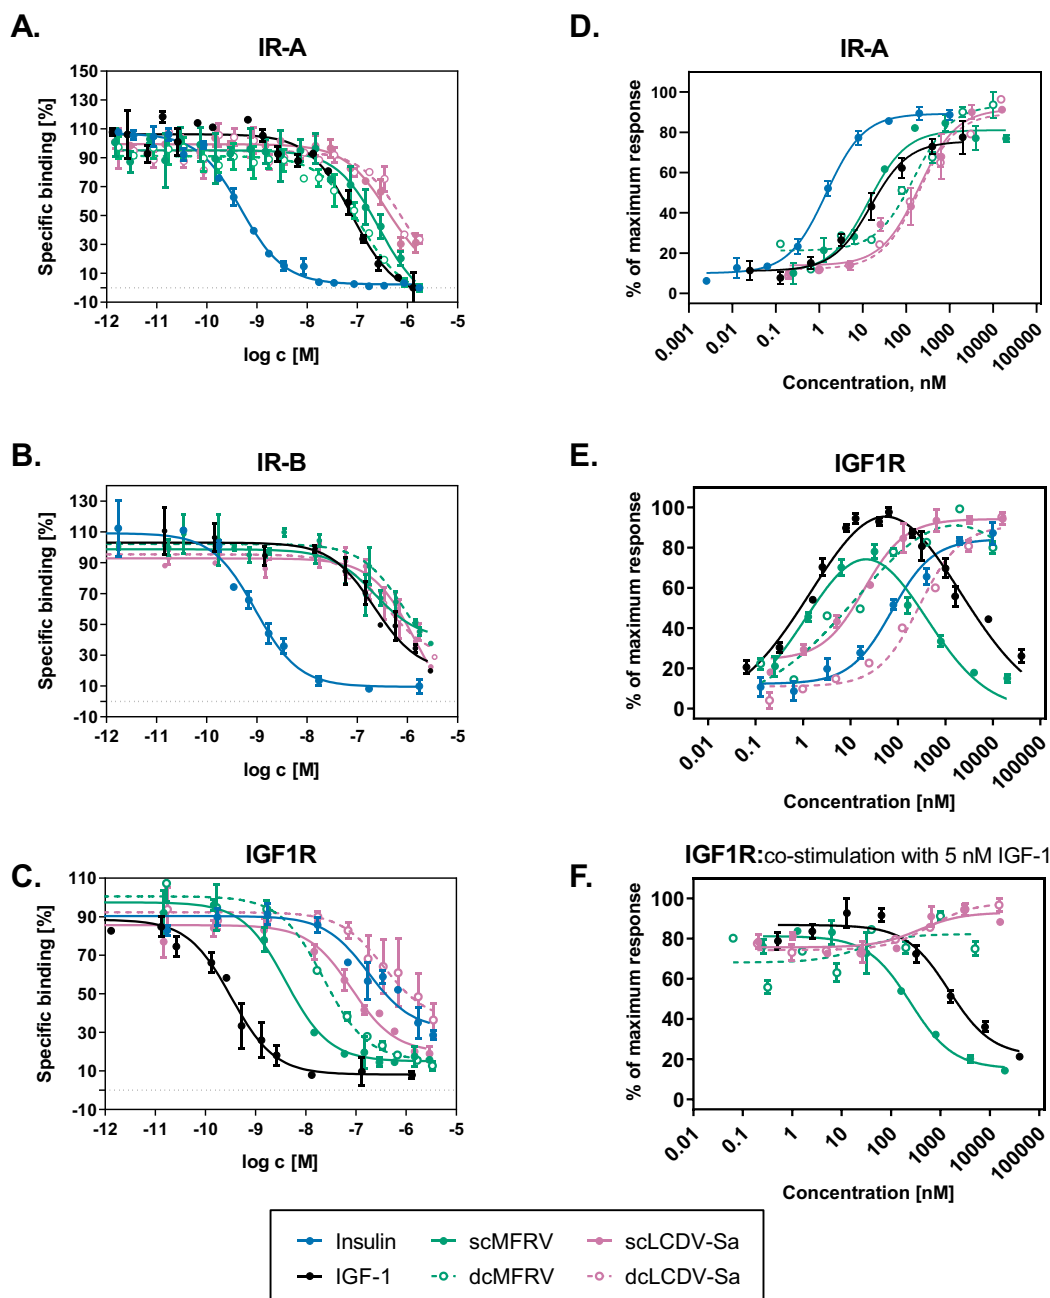 A.
IR-A
Specific binding [%]
150
130
110
90
70
50
30
10
-10
-12 -11 -10 -9 -8 -7 -6 -5
log c [M]
D.
IR-A
% of maximum response
100
80
60
40
20
0
0.001 0.01 0.1 1 10 100 1000 10000 100000
Concentration, nM
B.
IR-B
Specific binding [%]
130
110
90
70
50
30
10
-10
-12 -11 -10 -9 -8 -7 -6 -5
log c [M]
E.
IGF1R
% of maximum response
100
80
60
40
20
0
0.01 0.1 1 10 100 1000 10000 100000
Concentration [nM]
C.
IGF1R
Specific binding [%]
110
90
70
50
30
10
-10
-12 -11 -10 -9 -8 -7 -6 -5
log c [M]
F.
IGF1R:co-stimulation with 5 nM IGF-1
% of maximum response
100
80
60
40
20
0
0.01 0.1 1 10 100 1000 10000 100000
Concentration [nM]
Insulin scMFRV scLCDV-Sa
IGF-1 dcMFRV dcLCDV-Sa